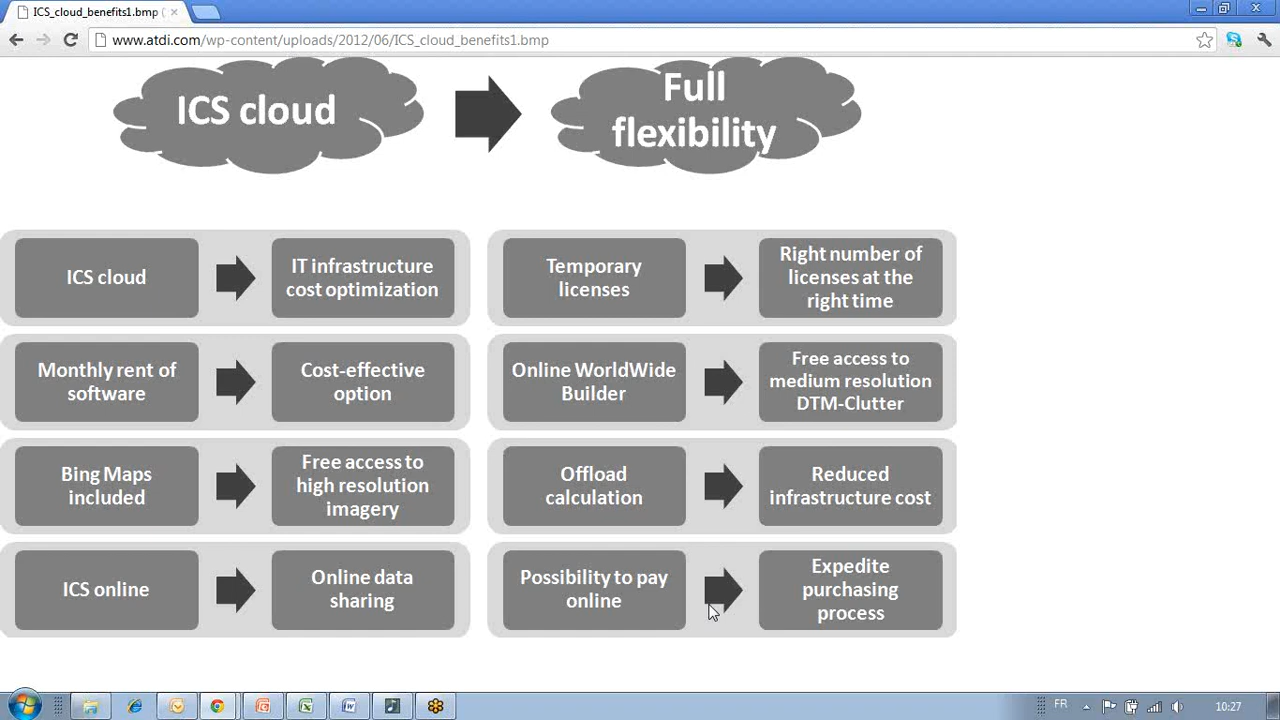 ICS_cloud_benefits1.bmp (
www.atdi.com/wp-content/uploads/2012/06/ICS_cloud_benefits1.bmp
ICS cloud
Full
flexibility
ICS cloud
IT infrastructure
cost optimization
Temporary
licenses
Right number of
licenses at the
right time
Monthly rent of
software
Cost-effective
option
Online WorldWide
Builder
Free access to
medium resolution
DTM-Clutter
Bing Maps
included
Free access to
high resolution
imagery
Offload
calculation
Reduced
infrastructure cost
ICS online
Online data
sharing
Possibility to pay
online
Expedite
purchasing
process
FR
10:27